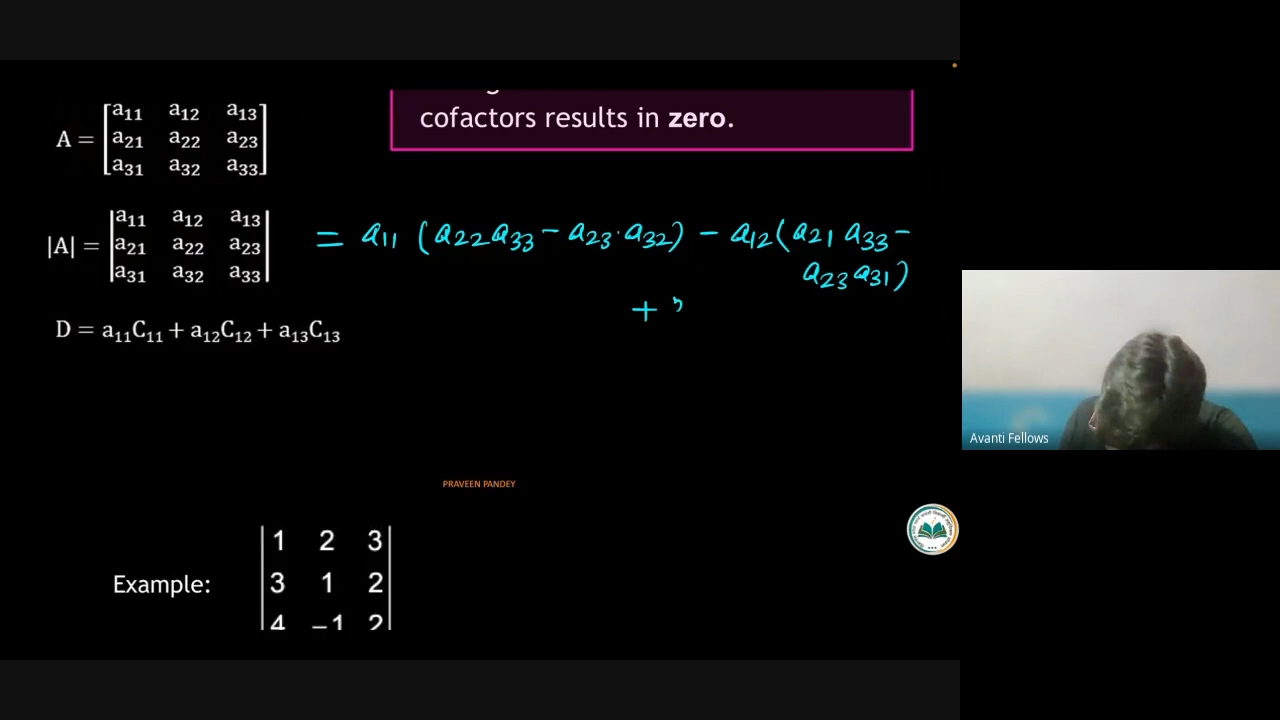 cofactors results in zero.
A = [a₁₁ a₁₂ a₁₃
a₂₁ a₂₂ a₂₃
a₃₁ a₃₂ a₃₃]
|A| = |a₁₁ a₁₂ a₁₃
a₂₁ a₂₂ a₂₃
a₃₁ a₃₂ a₃₃|
= a₁₁ (a₂₂a₃₃ − a₂₃·a₃₂) − a₁₂(a₂₁ a₃₃ −
a₂₃a₃₁)
+
D = a₁₁C₁₁ + a₁₂C₁₂ + a₁₃C₁₃
Avanti Fellows
PRAVEEN PANDEY
Example:
|1 2 3|
|3 1 2|
|4 −1 2|